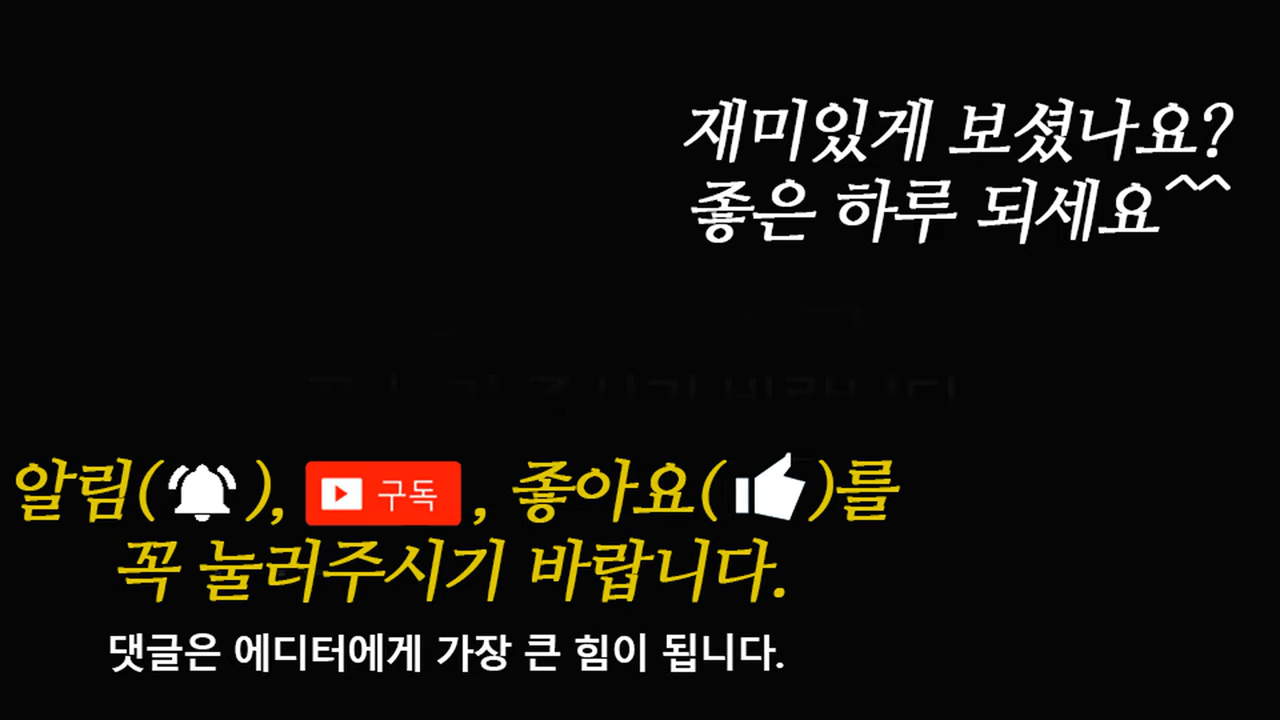 재미있게 보셨나요?
좋은 하루 되세요^^
알림( ), 구독 , 좋아요( )를
꼭 눌러주시기 바랍니다.
댓글은 에디터에게 가장 큰 힘이 됩니다.